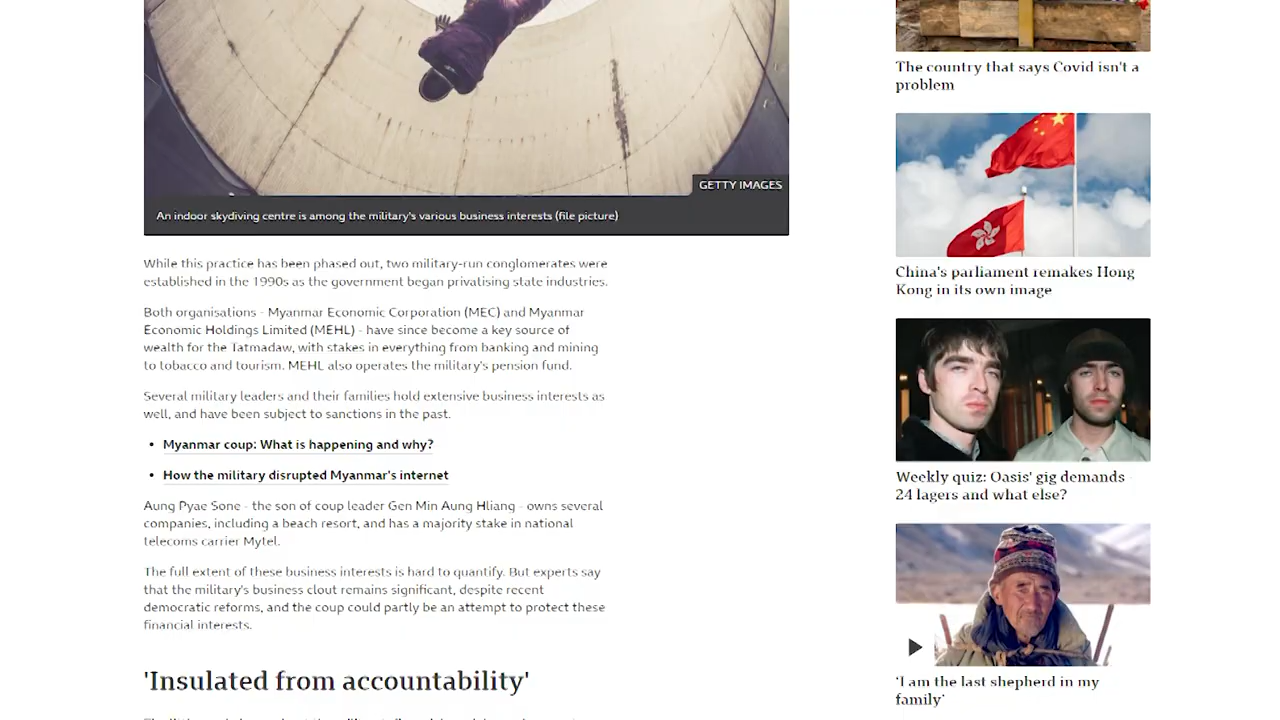 GETTY IMAGES
An indoor skydiving centre is among the military's various business interests (file picture)
While this practice has been phased out, two military-run conglomerates were
established in the 1990s as the government began privatising state industries.
Both organisations - Myanmar Economic Corporation (MEC) and Myanmar
Economic Holdings Limited (MEHL) - have since become a key source of
wealth for the Tatmadaw, with stakes in everything from banking and mining
to tobacco and tourism. MEHL also operates the military's pension fund.
Several military leaders and their families hold extensive business interests as
well, and have been subject to sanctions in the past.
• Myanmar coup: What is happening and why?
• How the military disrupted Myanmar's internet
Aung Pyae Sone - the son of coup leader Gen Min Aung Hliang - owns several
companies, including a beach resort, and has a majority stake in national
telecoms carrier Mytel.
The full extent of these business interests is hard to quantify. But experts say
that the military's business clout remains significant, despite recent
democratic reforms, and the coup could partly be an attempt to protect these
financial interests.
'Insulated from accountability'
The country that says Covid isn't a
problem
China's parliament remakes Hong
Kong in its own image
Weekly quiz: Oasis' gig demands -
24 lagers and what else?
'I am the last shepherd in my
family'